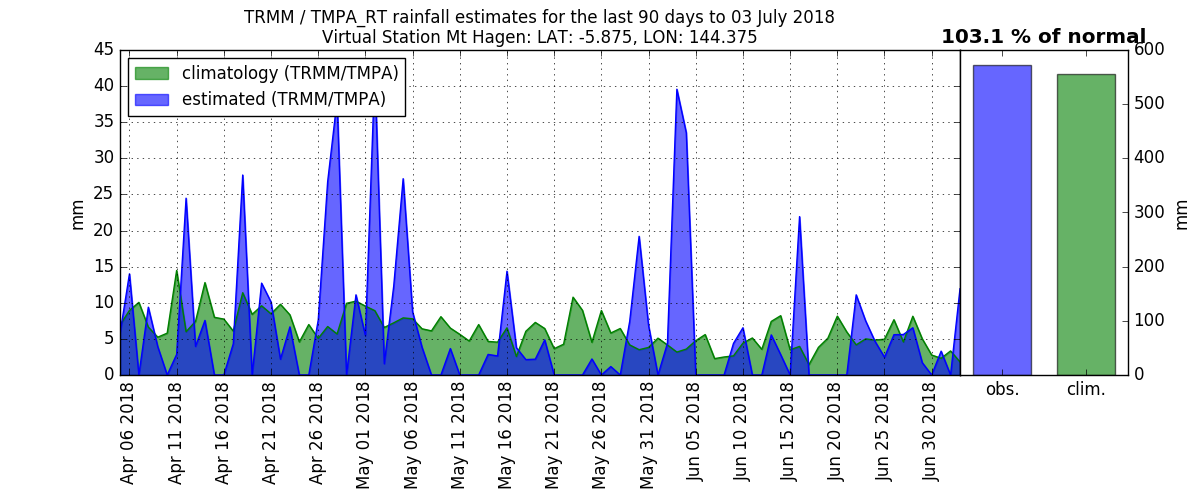 TRMM / TMPA_RT rainfall estimates for the last 90 days to 03 July 2018
Virtual Station Mt Hagen: LAT: -5.875, LON: 144.375
103.1 % of normal
climatology (TRMM/TMPA)
estimated (TRMM/TMPA)
45
40
35
30
25
20
15
10
5
0
mm
Apr 06 2018
Apr 11 2018
Apr 16 2018
Apr 21 2018
Apr 26 2018
May 01 2018
May 06 2018
May 11 2018
May 16 2018
May 21 2018
May 26 2018
May 31 2018
Jun 05 2018
Jun 10 2018
Jun 15 2018
Jun 20 2018
Jun 25 2018
Jun 30 2018
obs.
clim.
600
500
400
300
200
100
0
mm